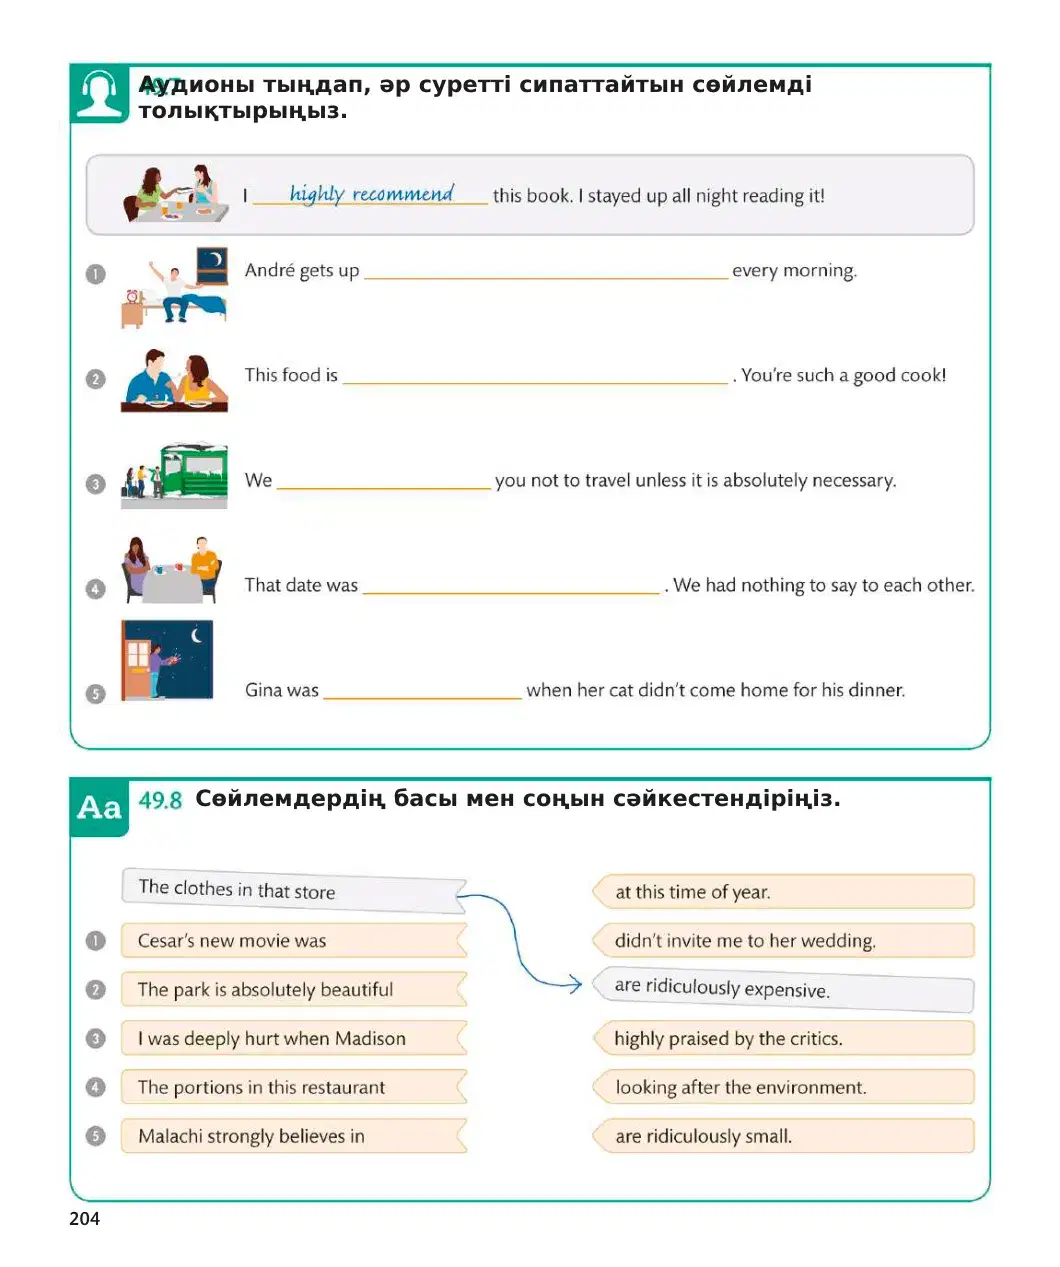 Аудионы тыңдап, әр суретті сипаттайтын сөйлемді
толықтырыңыз.
I highly recommend this book. I stayed up all night reading it!
1 André gets up every morning.
2 This food is . You're such a good cook!
3 We you not to travel unless it is absolutely necessary.
4 That date was . We had nothing to say to each other.
5 Gina was when her cat didn't come home for his dinner.
Aa 49.8 Сөйлемдердің басы мен соңын сәйкестендіріңіз.
The clothes in that store
at this time of year.
1 Cesar's new movie was
didn't invite me to her wedding.
2 The park is absolutely beautiful
are ridiculously expensive.
3 I was deeply hurt when Madison
highly praised by the critics.
4 The portions in this restaurant
looking after the environment.
5 Malachi strongly believes in
are ridiculously small.
204